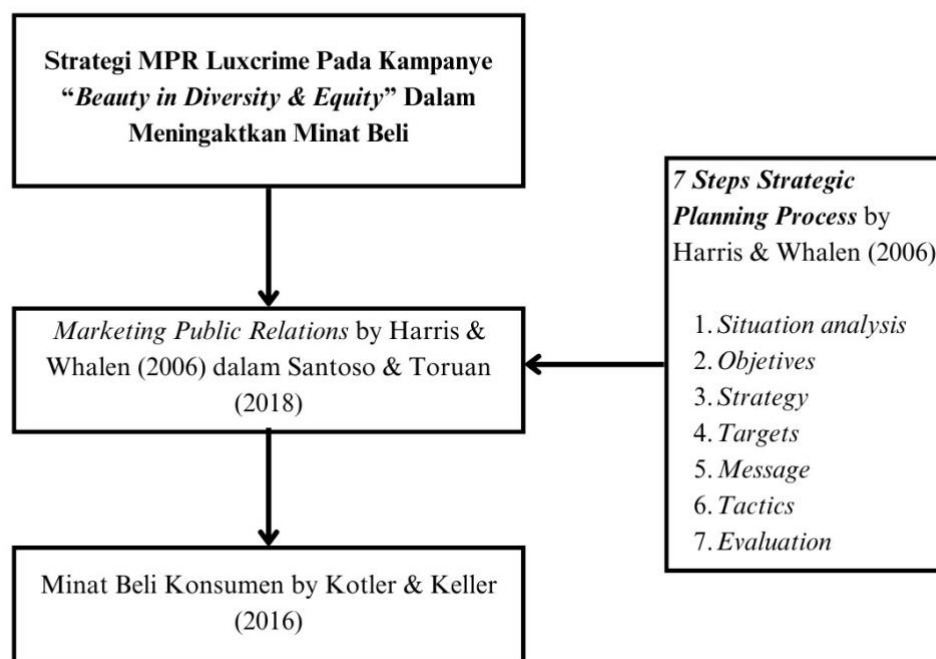 Strategi MPR Luxcrime Pada Kampanye
“Beauty in Diversity & Equity” Dalam
Meningaktkan Minat Beli
7 Steps Strategic
Planning Process by
Harris & Whalen (2006)
1. Situation analysis
2. Objetives
3. Strategy
4. Targets
5. Message
6. Tactics
7. Evaluation
Marketing Public Relations by Harris &
Whalen (2006) dalam Santoso & Toruan
(2018)
Minat Beli Konsumen by Kotler & Keller
(2016)